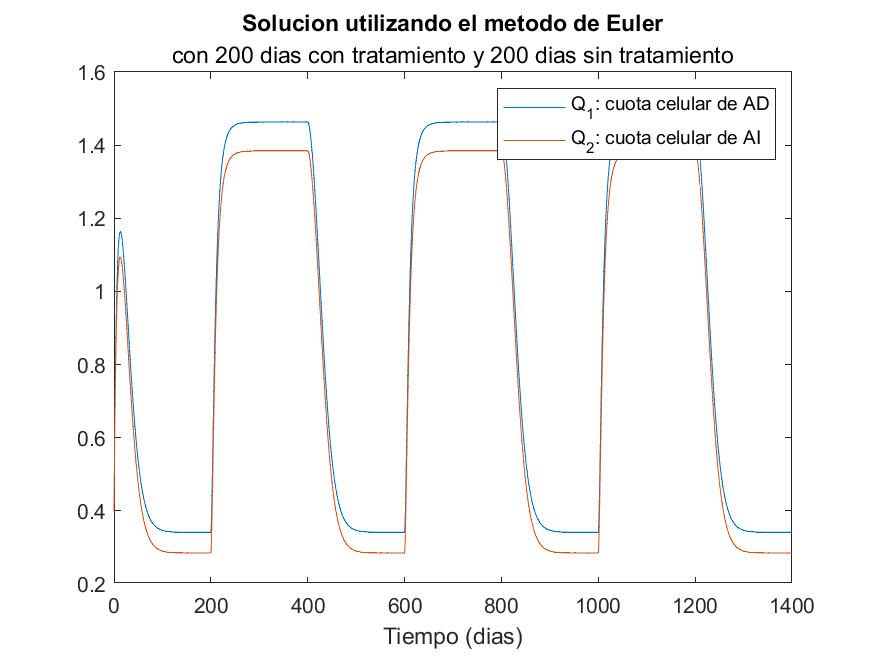 Solucion utilizando el metodo de Euler
con 200 dias con tratamiento y 200 dias sin tratamiento
1.6
Q1: cuota celular de AD
Q2: cuota celular de AI
1.4
1.2
1
0.8
0.6
0.4
0.2
0 200 400 600 800 1000 1200 1400
Tiempo (dias)